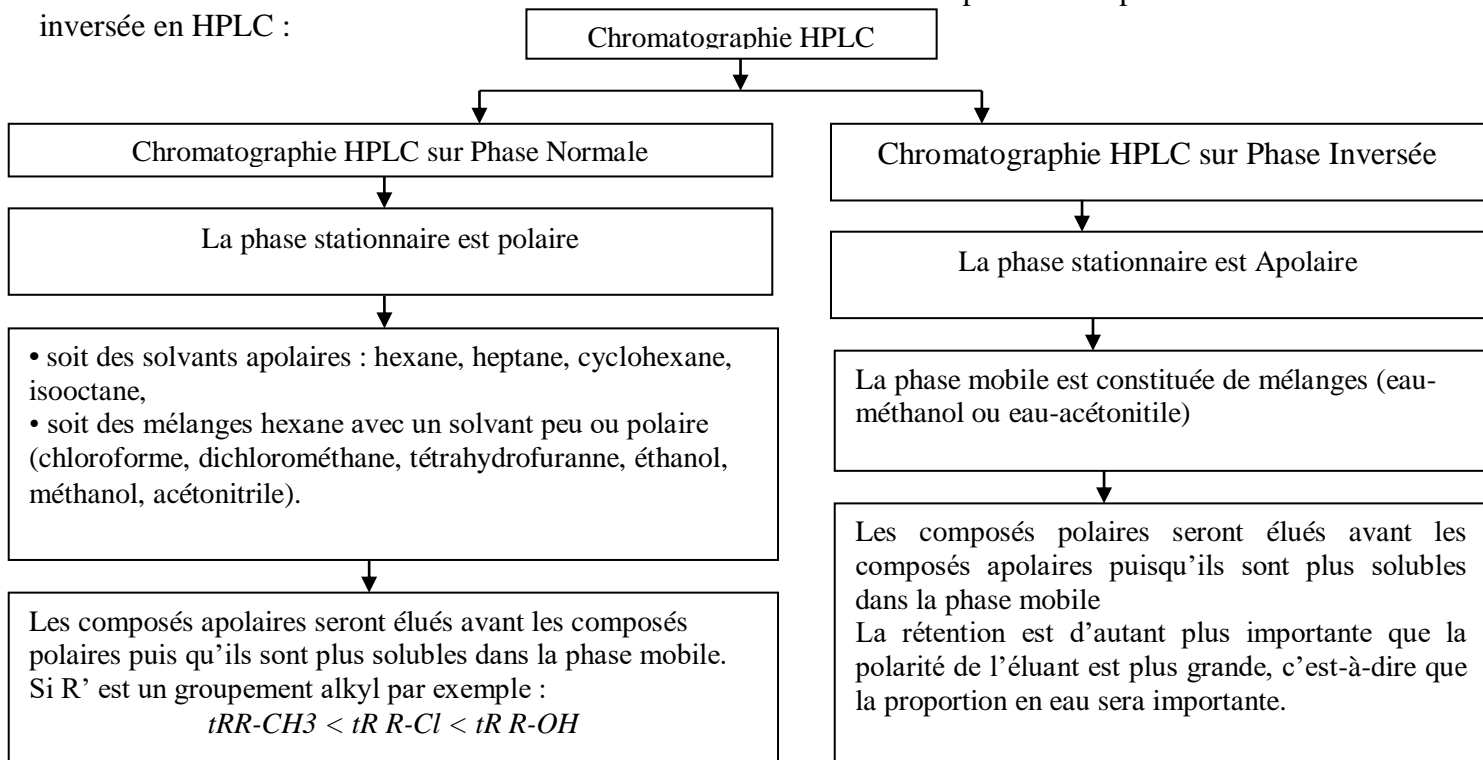 inversée en HPLC :
Chromatographie HPLC
Chromatographie HPLC sur Phase Normale
La phase stationnaire est polaire
• soit des solvants apolaires : hexane, heptane, cyclohexane,
isooctane,
• soit des mélanges hexane avec un solvant peu ou polaire
(chloroforme, dichlorométhane, tétrahydrofuranne, éthanol,
méthanol, acétonitrile).
Les composés apolaires seront élués avant les composés
polaires puis qu’ils sont plus solubles dans la phase mobile.
Si R’ est un groupement alkyl par exemple :
tRR-CH3 < tR R-Cl < tR R-OH
Chromatographie HPLC sur Phase Inversée
La phase stationnaire est Apolaire
La phase mobile est constituée de mélanges (eau-
méthanol ou eau-acétonitile)
Les composés polaires seront élués avant les
composés apolaires puisqu’ils sont plus solubles
dans la phase mobile
La rétention est d’autant plus importante que la
polarité de l’éluant est plus grande, c’est-à-dire que
la proportion en eau sera importante.